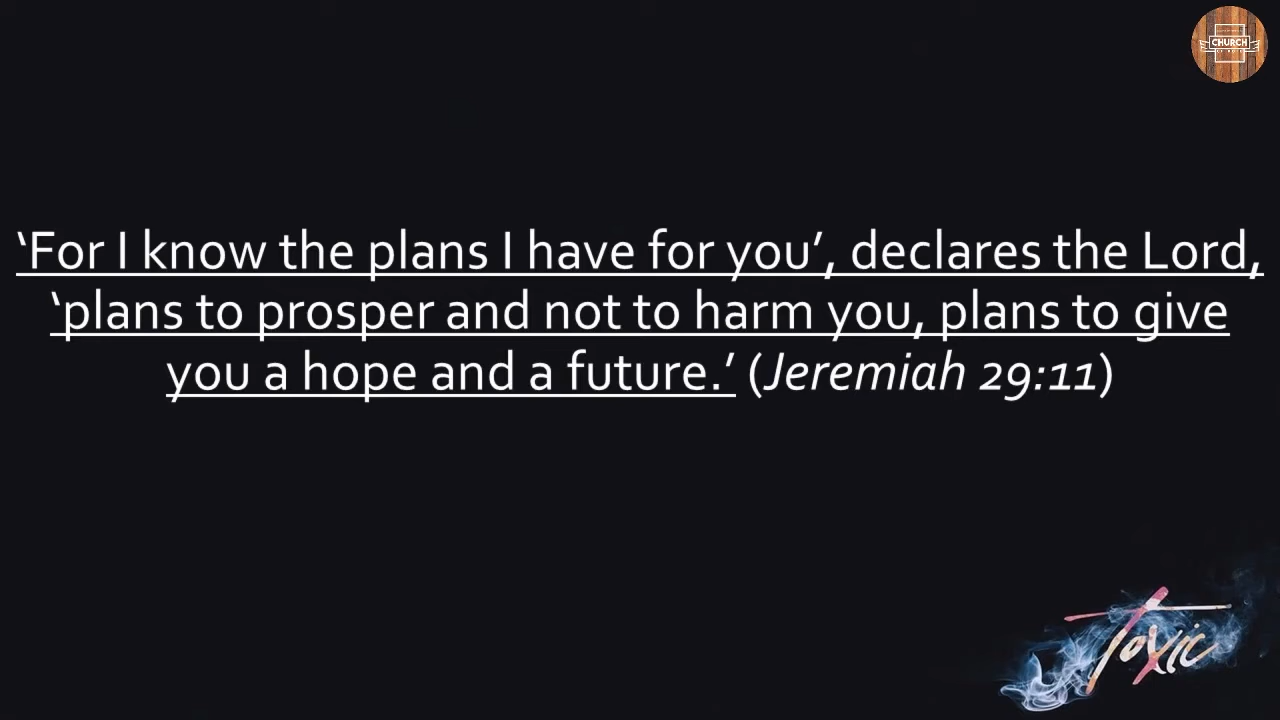 CHURCH
‘For I know the plans I have for you’, declares the Lord,
‘plans to prosper and not to harm you, plans to give
you a hope and a future.’ (Jeremiah 29:11)
Toxic